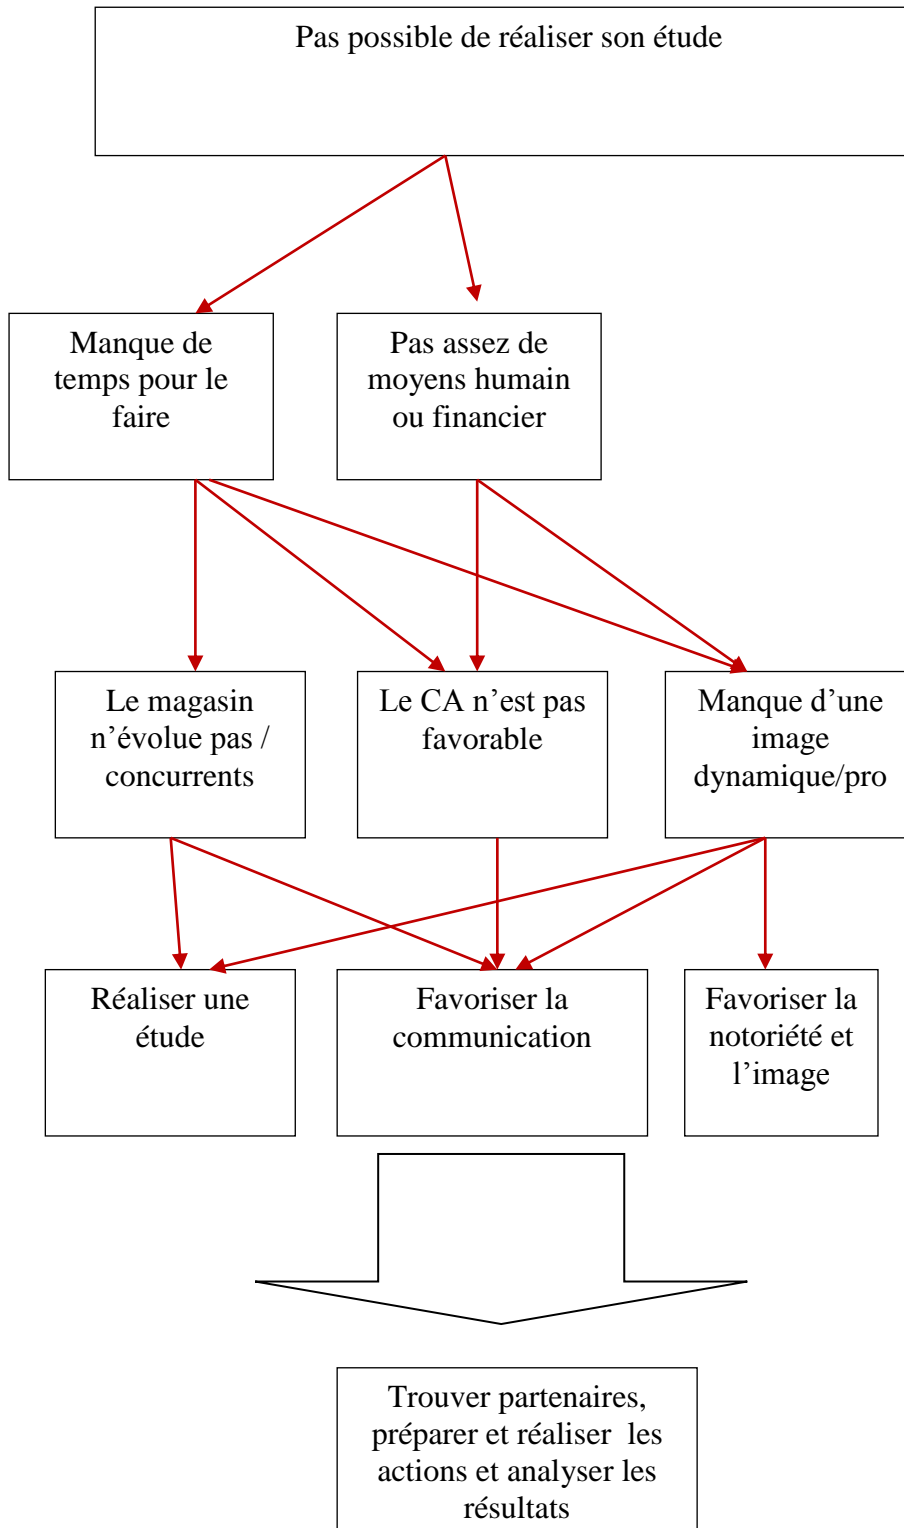 Pas possible de réaliser son étude
Manque de
temps pour le
faire
Pas assez de
moyens humain
ou financier
Le magasin
n’évolue pas /
concurrents
Le CA n’est pas
favorable
Manque d’une
image
dynamique/pro
Réaliser une
étude
Favoriser la
communication
Favoriser la
notoriété et
l’image
Trouver partenaires,
préparer et réaliser  les
actions et analyser les
résultats